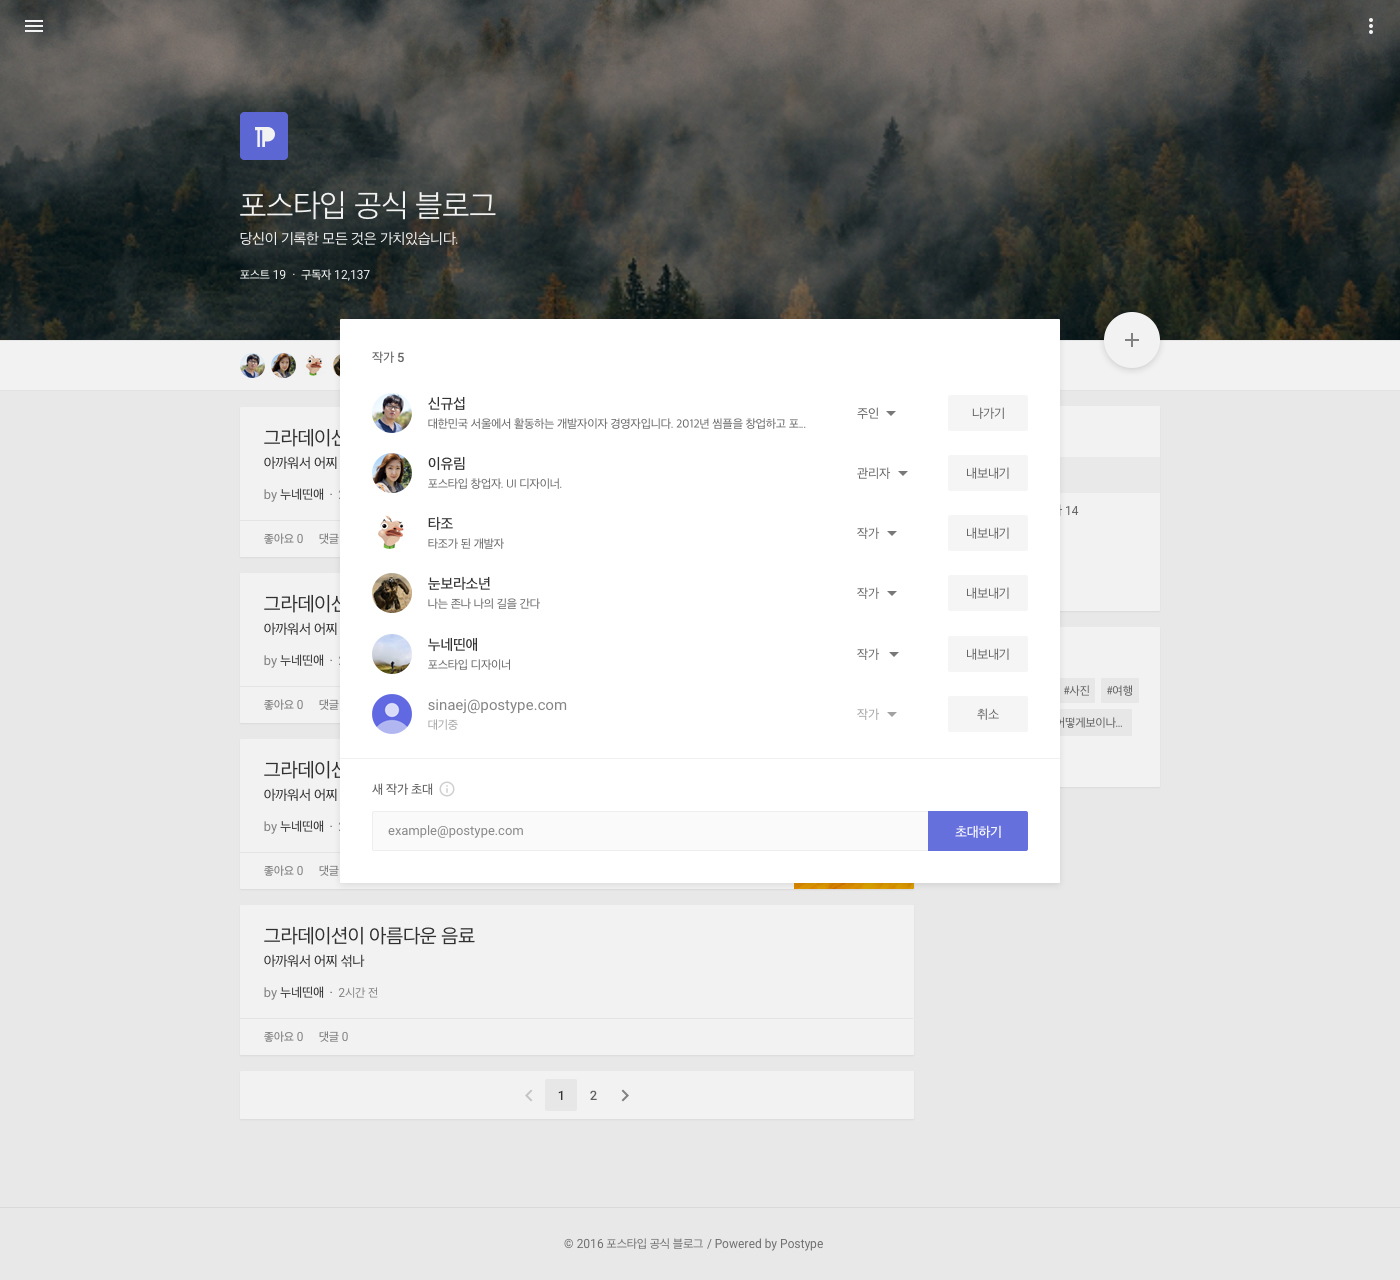 포스타입 공식 블로그
당신이 기록한 모든 것은 가치있습니다.
포스트 19 · 구독자 12,137
작가 5
신규섭
대한민국 서울에서 활동하는 개발자이자 경영자입니다. 2012년 씸플을 창업하고 포...
주인
나가기
이유림
포스타입 창업자. UI 디자이너.
관리자
내보내기
타조
타조가 된 개발자
작가
내보내기
눈보라소년
나는 존나 나의 길을 간다
작가
내보내기
누네띤애
포스타입 디자이너
작가
내보내기
sinaej@postype.com
대기중
작가
취소
새 작가 초대
example@postype.com
초대하기
그라데이션
아까워서 어찌
by 누네띤애 ·
좋아요 0 댓글
그라데이션
아까워서 어찌
by 누네띤애 ·
좋아요 0 댓글
그라데이션
아까워서 어찌
by 누네띤애 ·
좋아요 0 댓글
그라데이션이 아름다운 음료
아까워서 어찌 섞나
by 누네띤애 · 2시간 전
좋아요 0 댓글 0
14
#사진 #여행
1 2
© 2016 포스타입 공식 블로그 / Powered by Postype